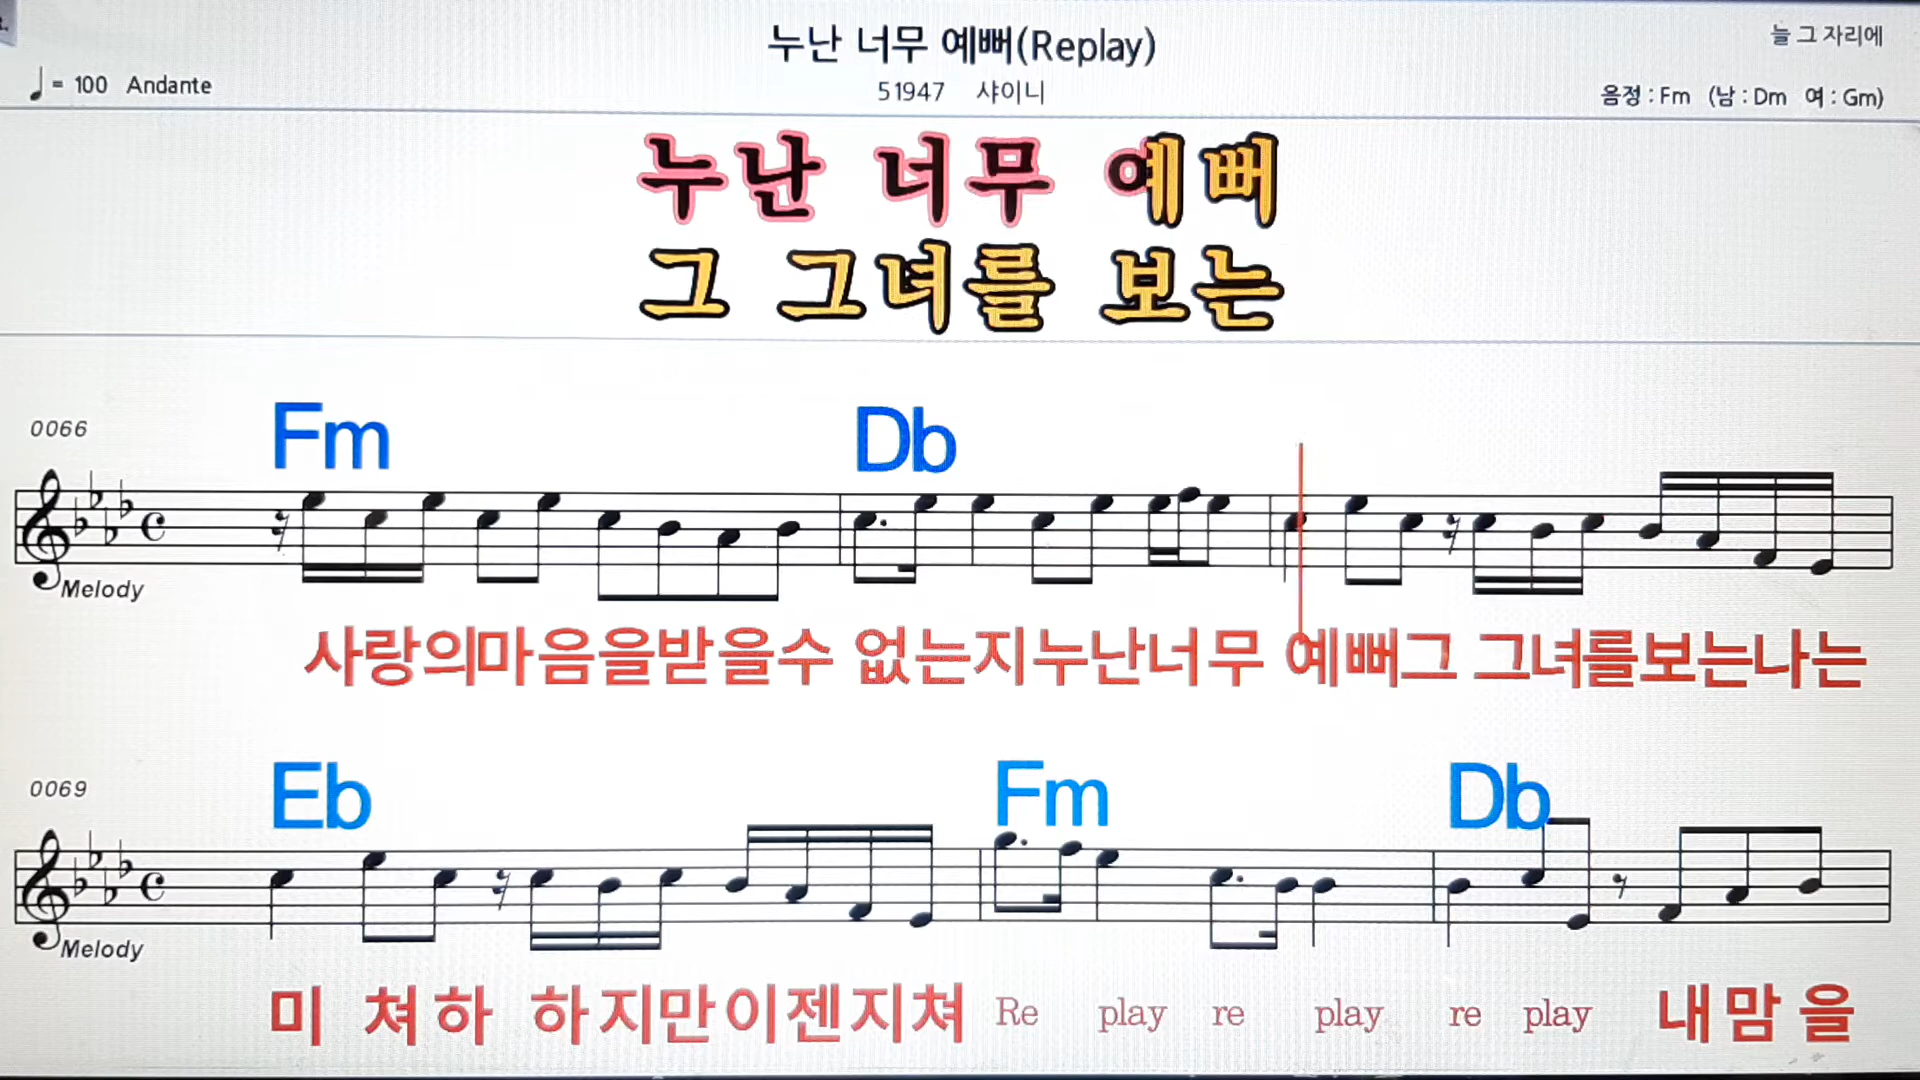 누난 너무 예뻐(Replay)
늘 그 자리에
♩ = 100 Andante
51947 샤이니
음정 : Fm (남 : Dm 여 : Gm)
누난 너무 예뻐
그 그녀를 보는
0066
Fm Db
Melody
사랑의마음을받을수 없는지누난너무 예뻐그 그녀를보는나는
0069
Eb Fm Db
Melody
미 쳐하 하지만이젠지쳐 Re play re play re play 내맘을